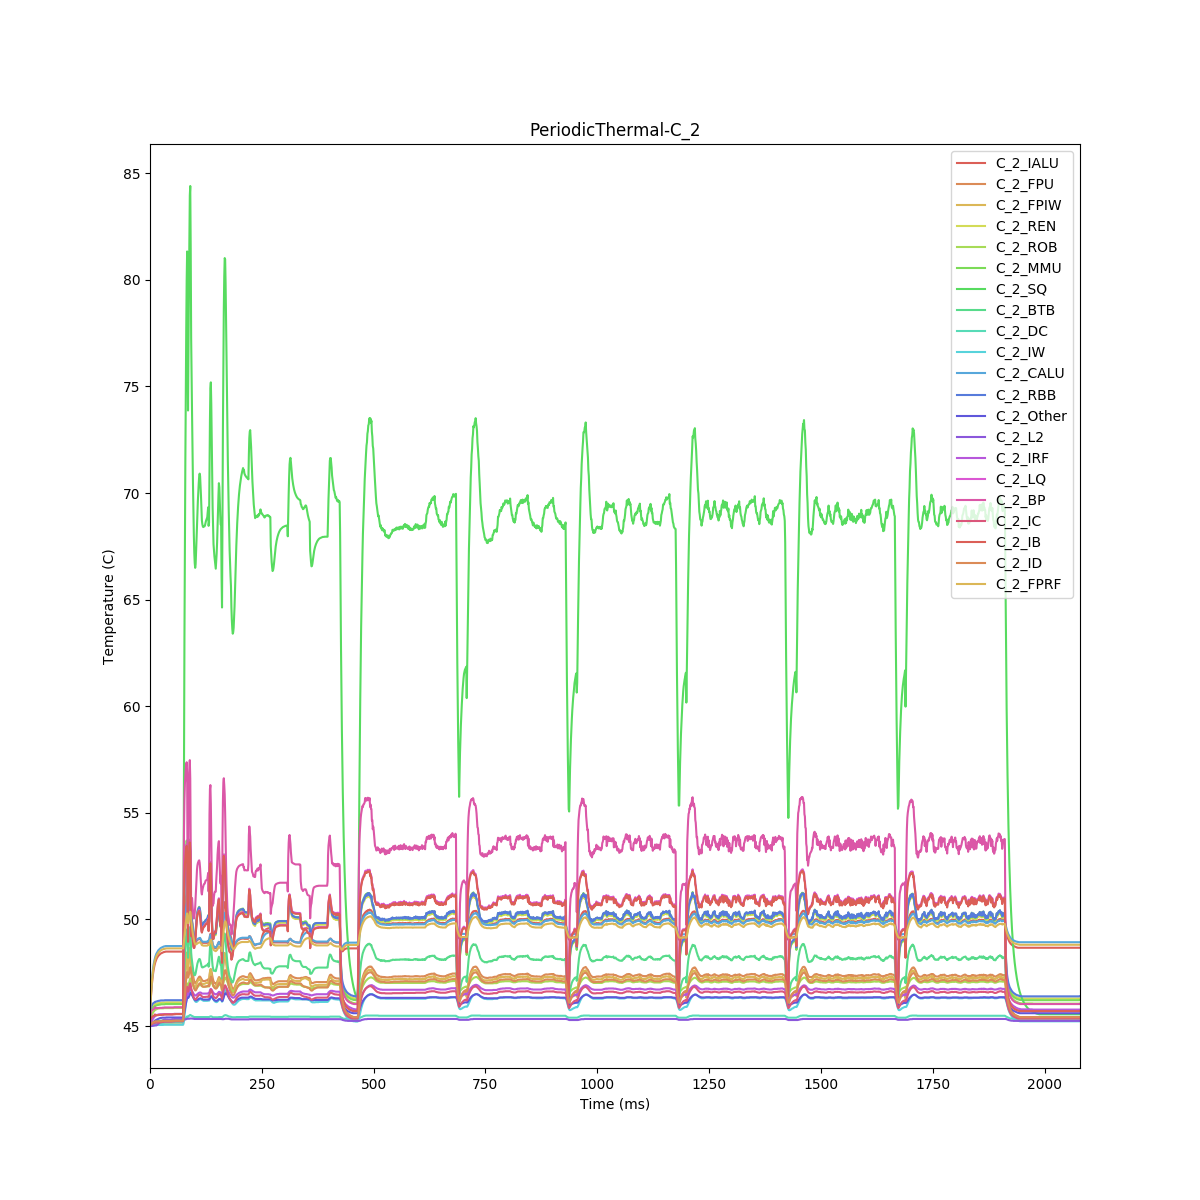 PeriodicThermal-C_2
85
80
75
70
65
60
55
50
45
Temperature (C)
0 250 500 750 1000 1250 1500 1750 2000
Time (ms)
C_2_IALU
C_2_FPU
C_2_FPIW
C_2_REN
C_2_ROB
C_2_MMU
C_2_SQ
C_2_BTB
C_2_DC
C_2_IW
C_2_CALU
C_2_RBB
C_2_Other
C_2_L2
C_2_IRF
C_2_LQ
C_2_BP
C_2_IC
C_2_IB
C_2_ID
C_2_FPRF